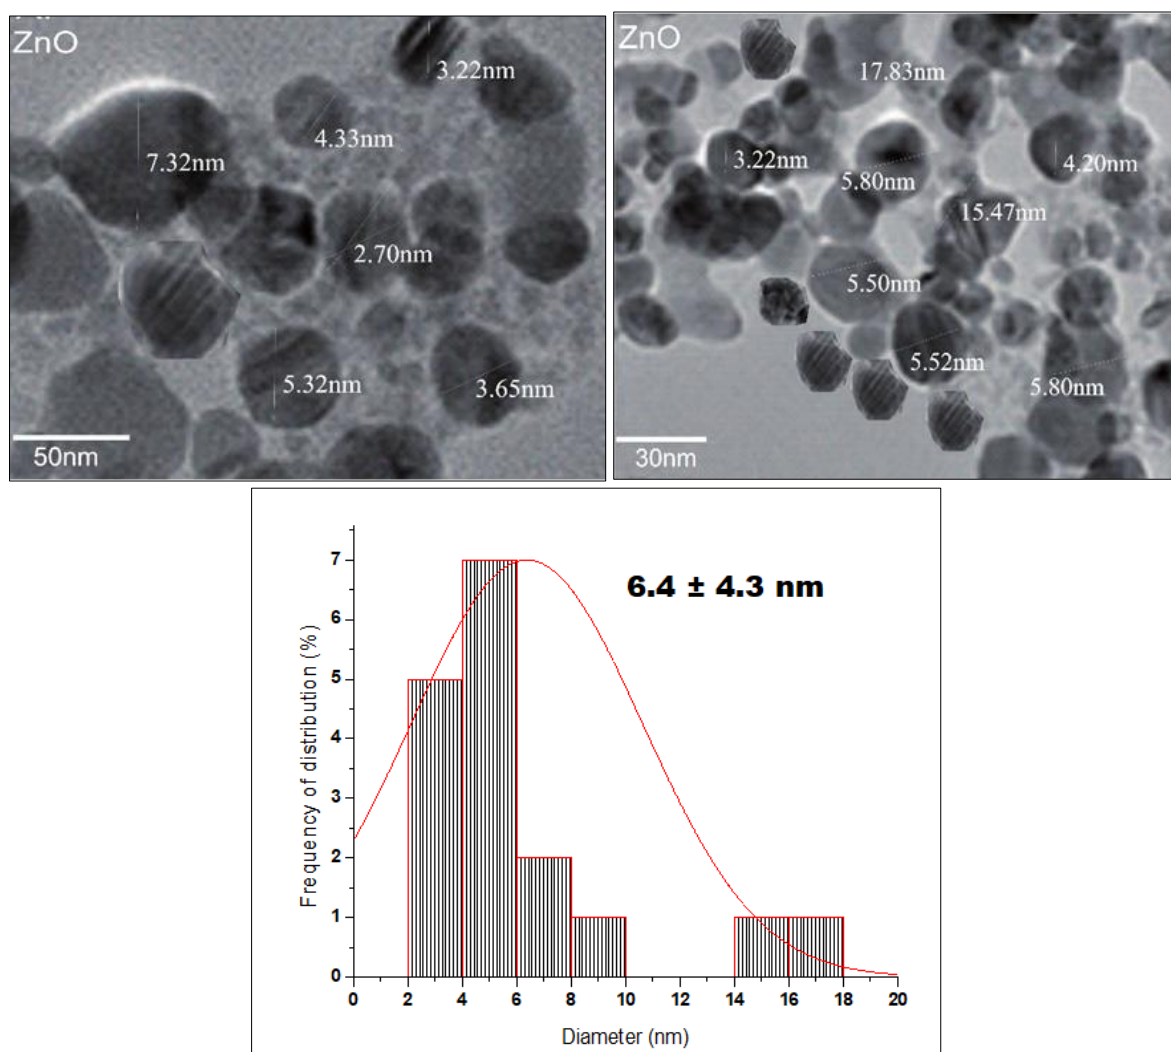 ZnO
3.22nm
4.33nm
7.32nm
2.70nm
5.32nm
3.65nm
50nm
ZnO
17.83nm
3.22nm
5.80nm
4.20nm
15.47nm
5.50nm
5.52nm
5.80nm
30nm
6.4 ± 4.3 nm
Frequency of distribution (%)
7
6
5
4
3
2
1
0
0 2 4 6 8 10 12 14 16 18 20
Diameter (nm)